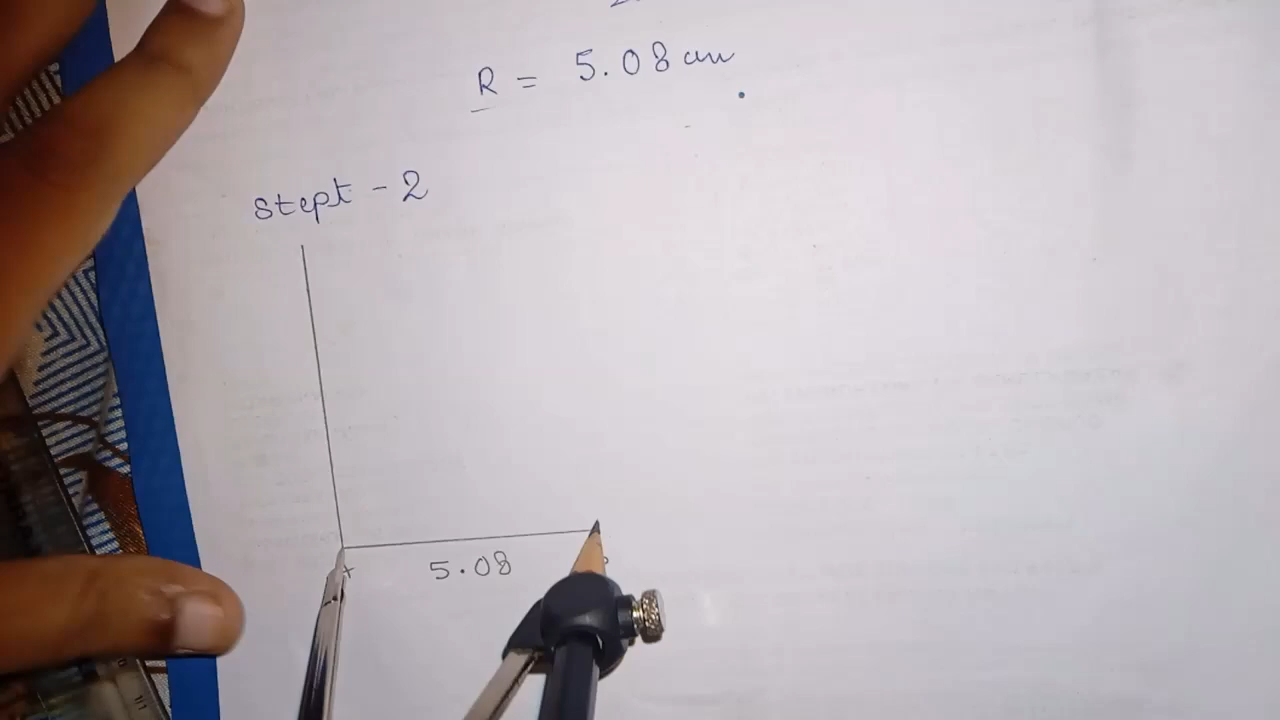 R = 5.08 cm
stept - 2
x
5.08